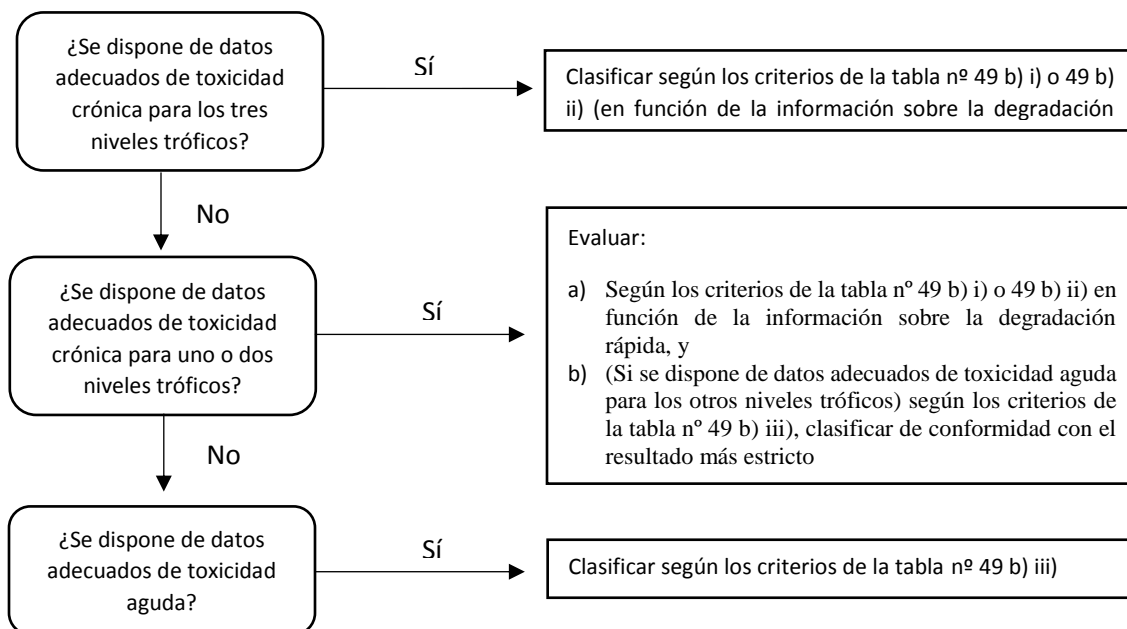 ¿Se dispone de datos
adecuados de toxicidad
crónica para los tres
niveles tróficos?
Sí
Clasificar según los criterios de la tabla nº 49 b) i) o 49 b)
ii) (en función de la información sobre la degradación
No
¿Se dispone de datos
adecuados de toxicidad
crónica para uno o dos
niveles tróficos?
Sí
Evaluar:
a) Según los criterios de la tabla nº 49 b) i) o 49 b) ii) en
función de la información sobre la degradación
rápida, y
b) (Si se dispone de datos adecuados de toxicidad aguda
para los otros niveles tróficos) según los criterios de
la tabla nº 49 b) iii), clasificar de conformidad con el
resultado más estricto
No
¿Se dispone de datos
adecuados de toxicidad
aguda?
Sí
Clasificar según los criterios de la tabla nº 49 b) iii)